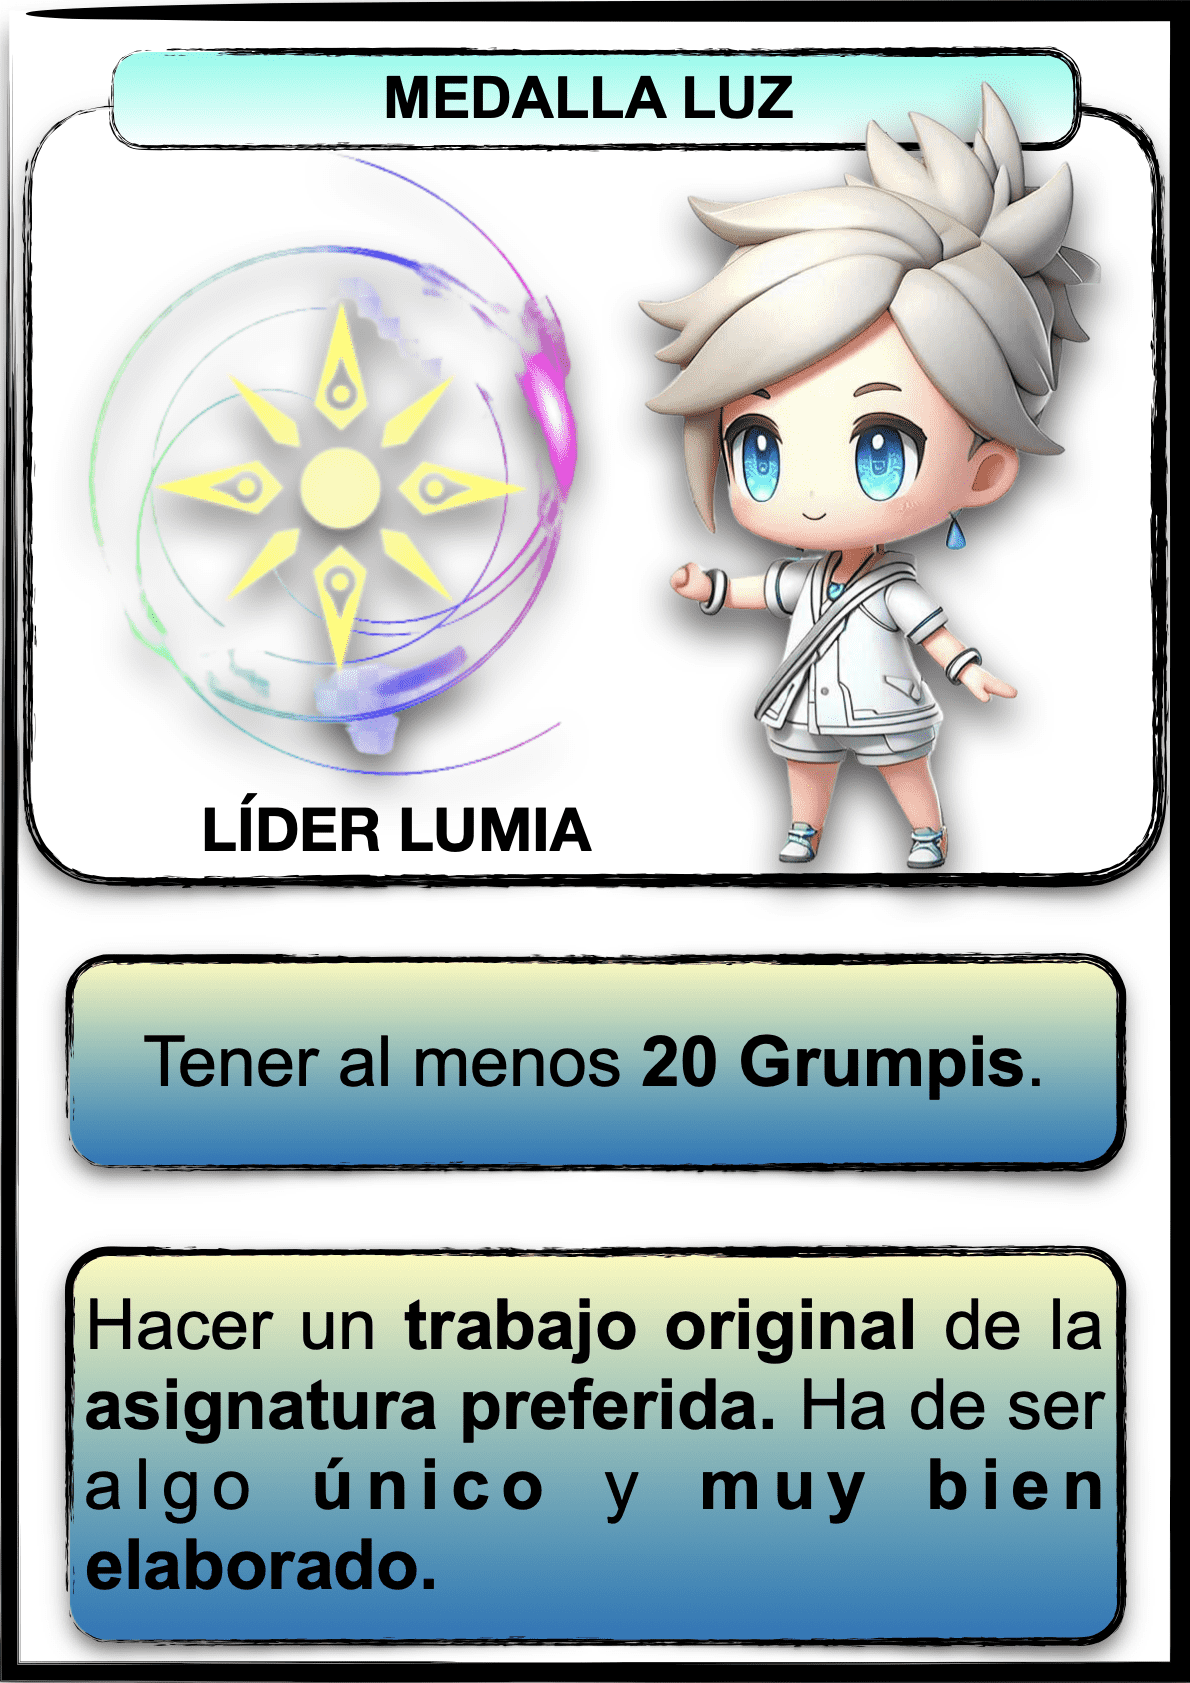 MEDALLA LUZ
LÍDER LUMIA
Tener al menos 20 Grumpis.
Hacer un trabajo original de la
asignatura preferida. Ha de ser
algo único y muy bien
elaborado.